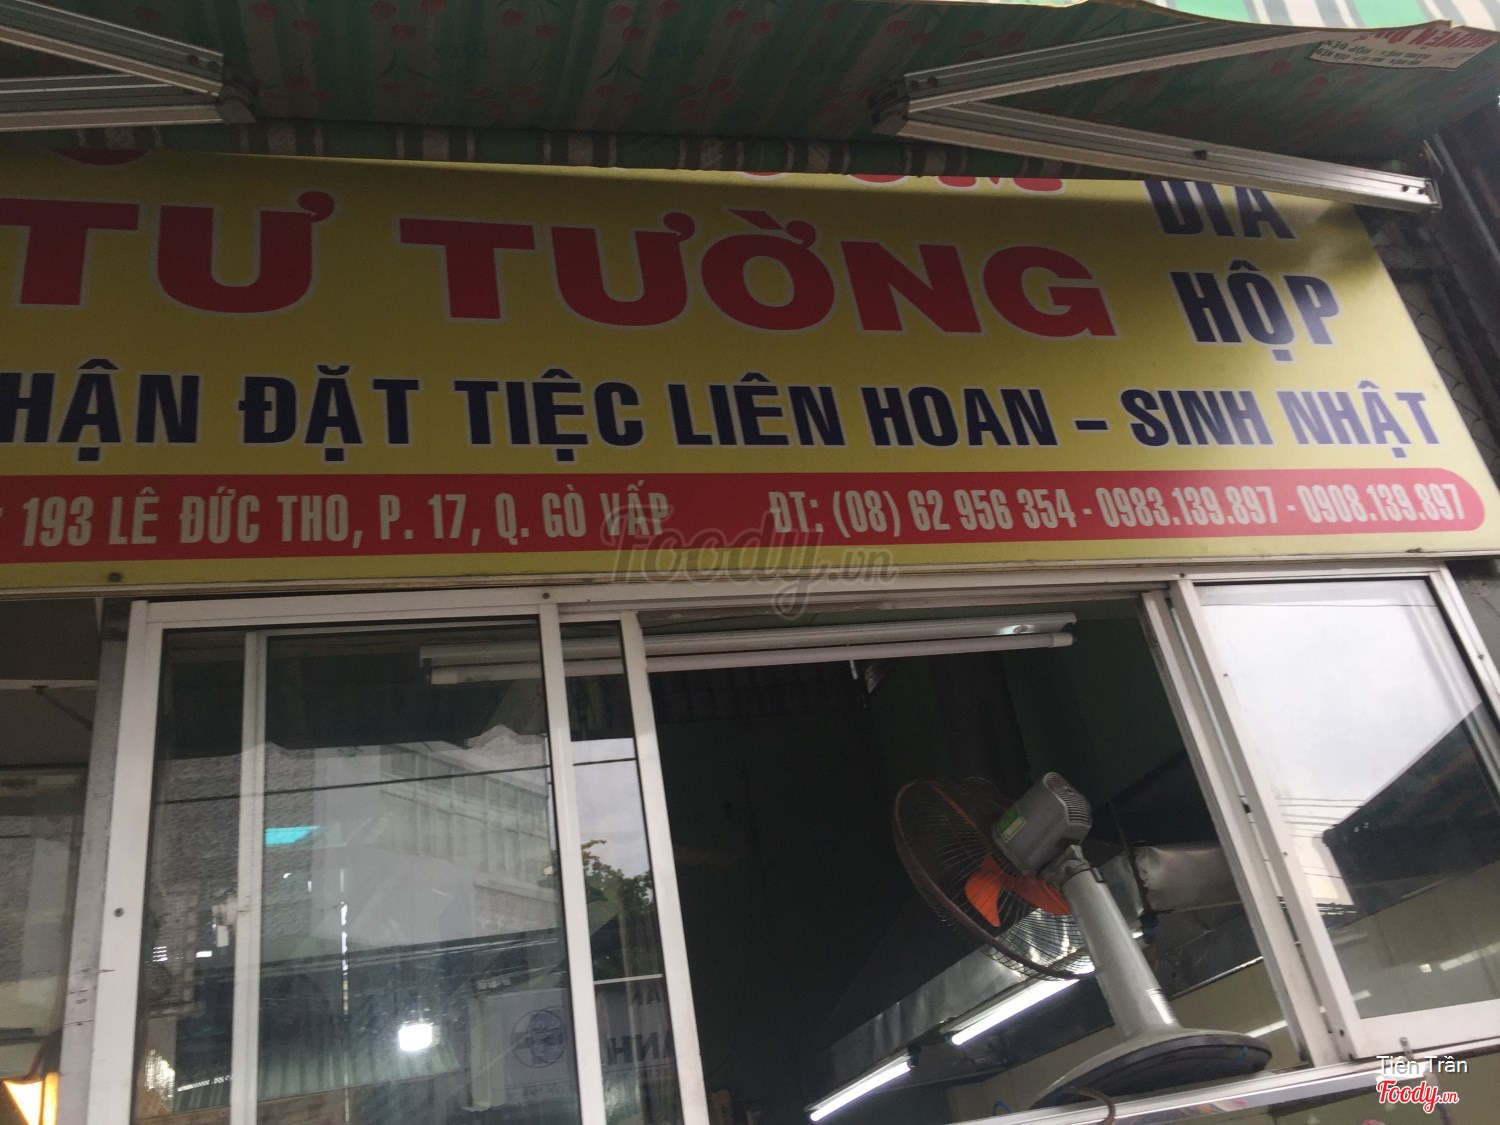 TƯ TƯỜNG
DĨA
HỘP
HẬN ĐẶT TIỆC LIÊN HOAN - SINH NHẬT
193 LÊ ĐỨC THO, P. 17, Q. GÒ VẤP
ĐT: (08) 62 956 354 - 0983.139.897 - 0908.139.897
Foody.vn
Tiên Trần
Foody.vn